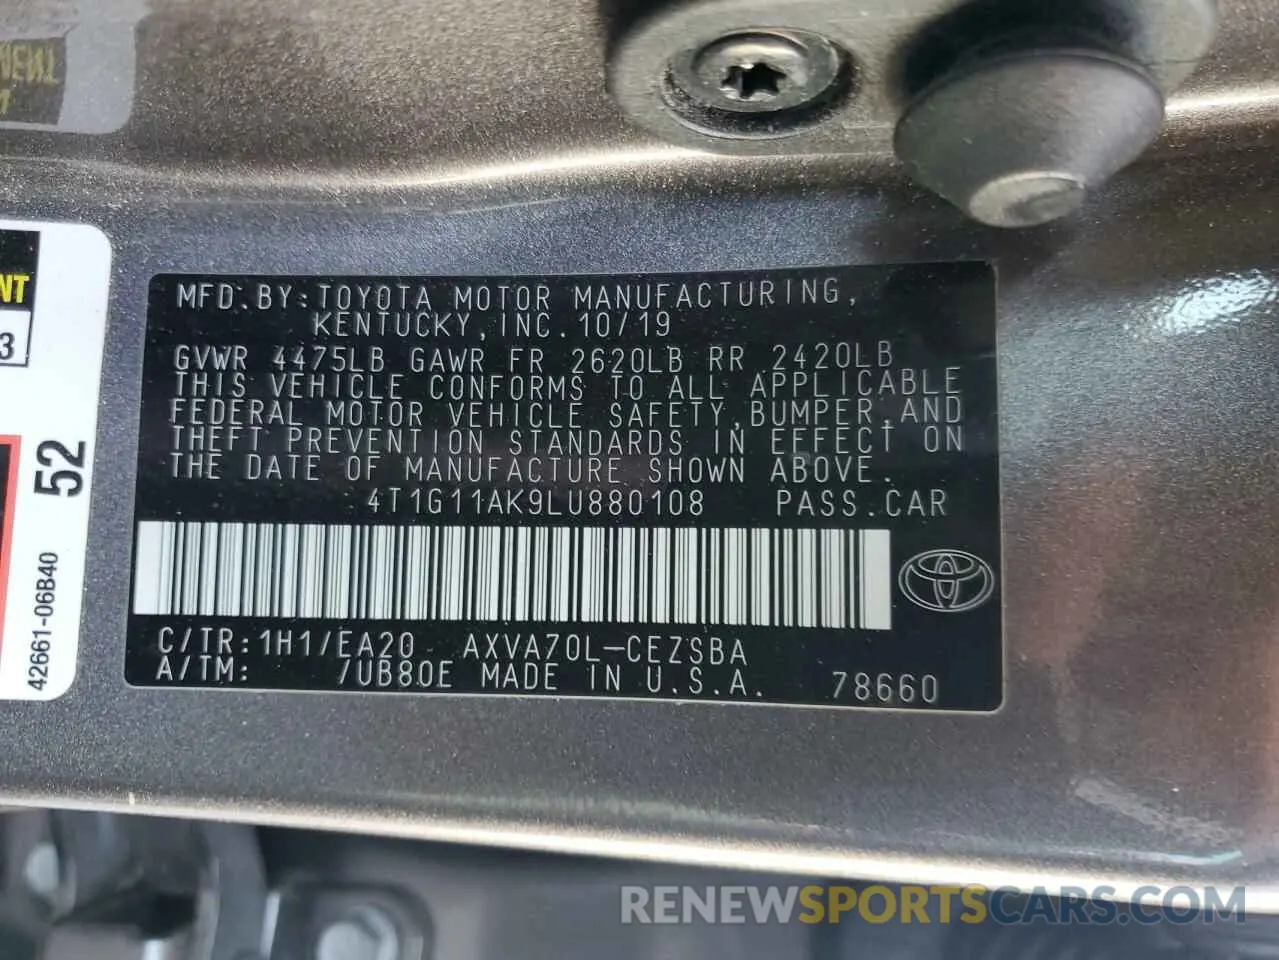 NT
3
52
42661-06B40
MFD.BY:TOYOTA MOTOR MANUFACTURING,
KENTUCKY,INC.10/19
GVWR 4475LB GAWR FR 2620LB RR 2420LB
THIS VEHICLE CONFORMS TO ALL APPLICABLE
FEDERAL MOTOR VEHICLE SAFETY,BUMPER,AND
THEFT PREVENTION STANDARDS IN EFFECT ON
THE DATE OF MANUFACTURE SHOWN ABOVE.
4T1G11AK9LU880108 PASS.CAR
C/TR:1H1/EA20 AXVA70L-CEZSBA
A/TM: /UB80E MADE IN U.S.A. 78660
RENEWSPORTSCARS.COM